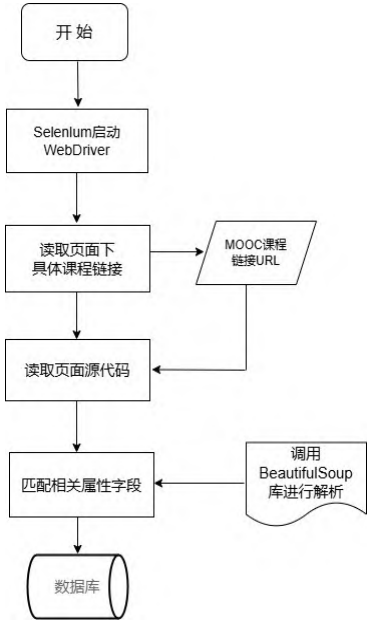 开 始
Selenlum启动
WebDriver
读取页面下
具体课程链接
MOOC课程
链接URL
读取页面源代码
匹配相关属性字段
调用
BeautifulSoup
库进行解析
数据库